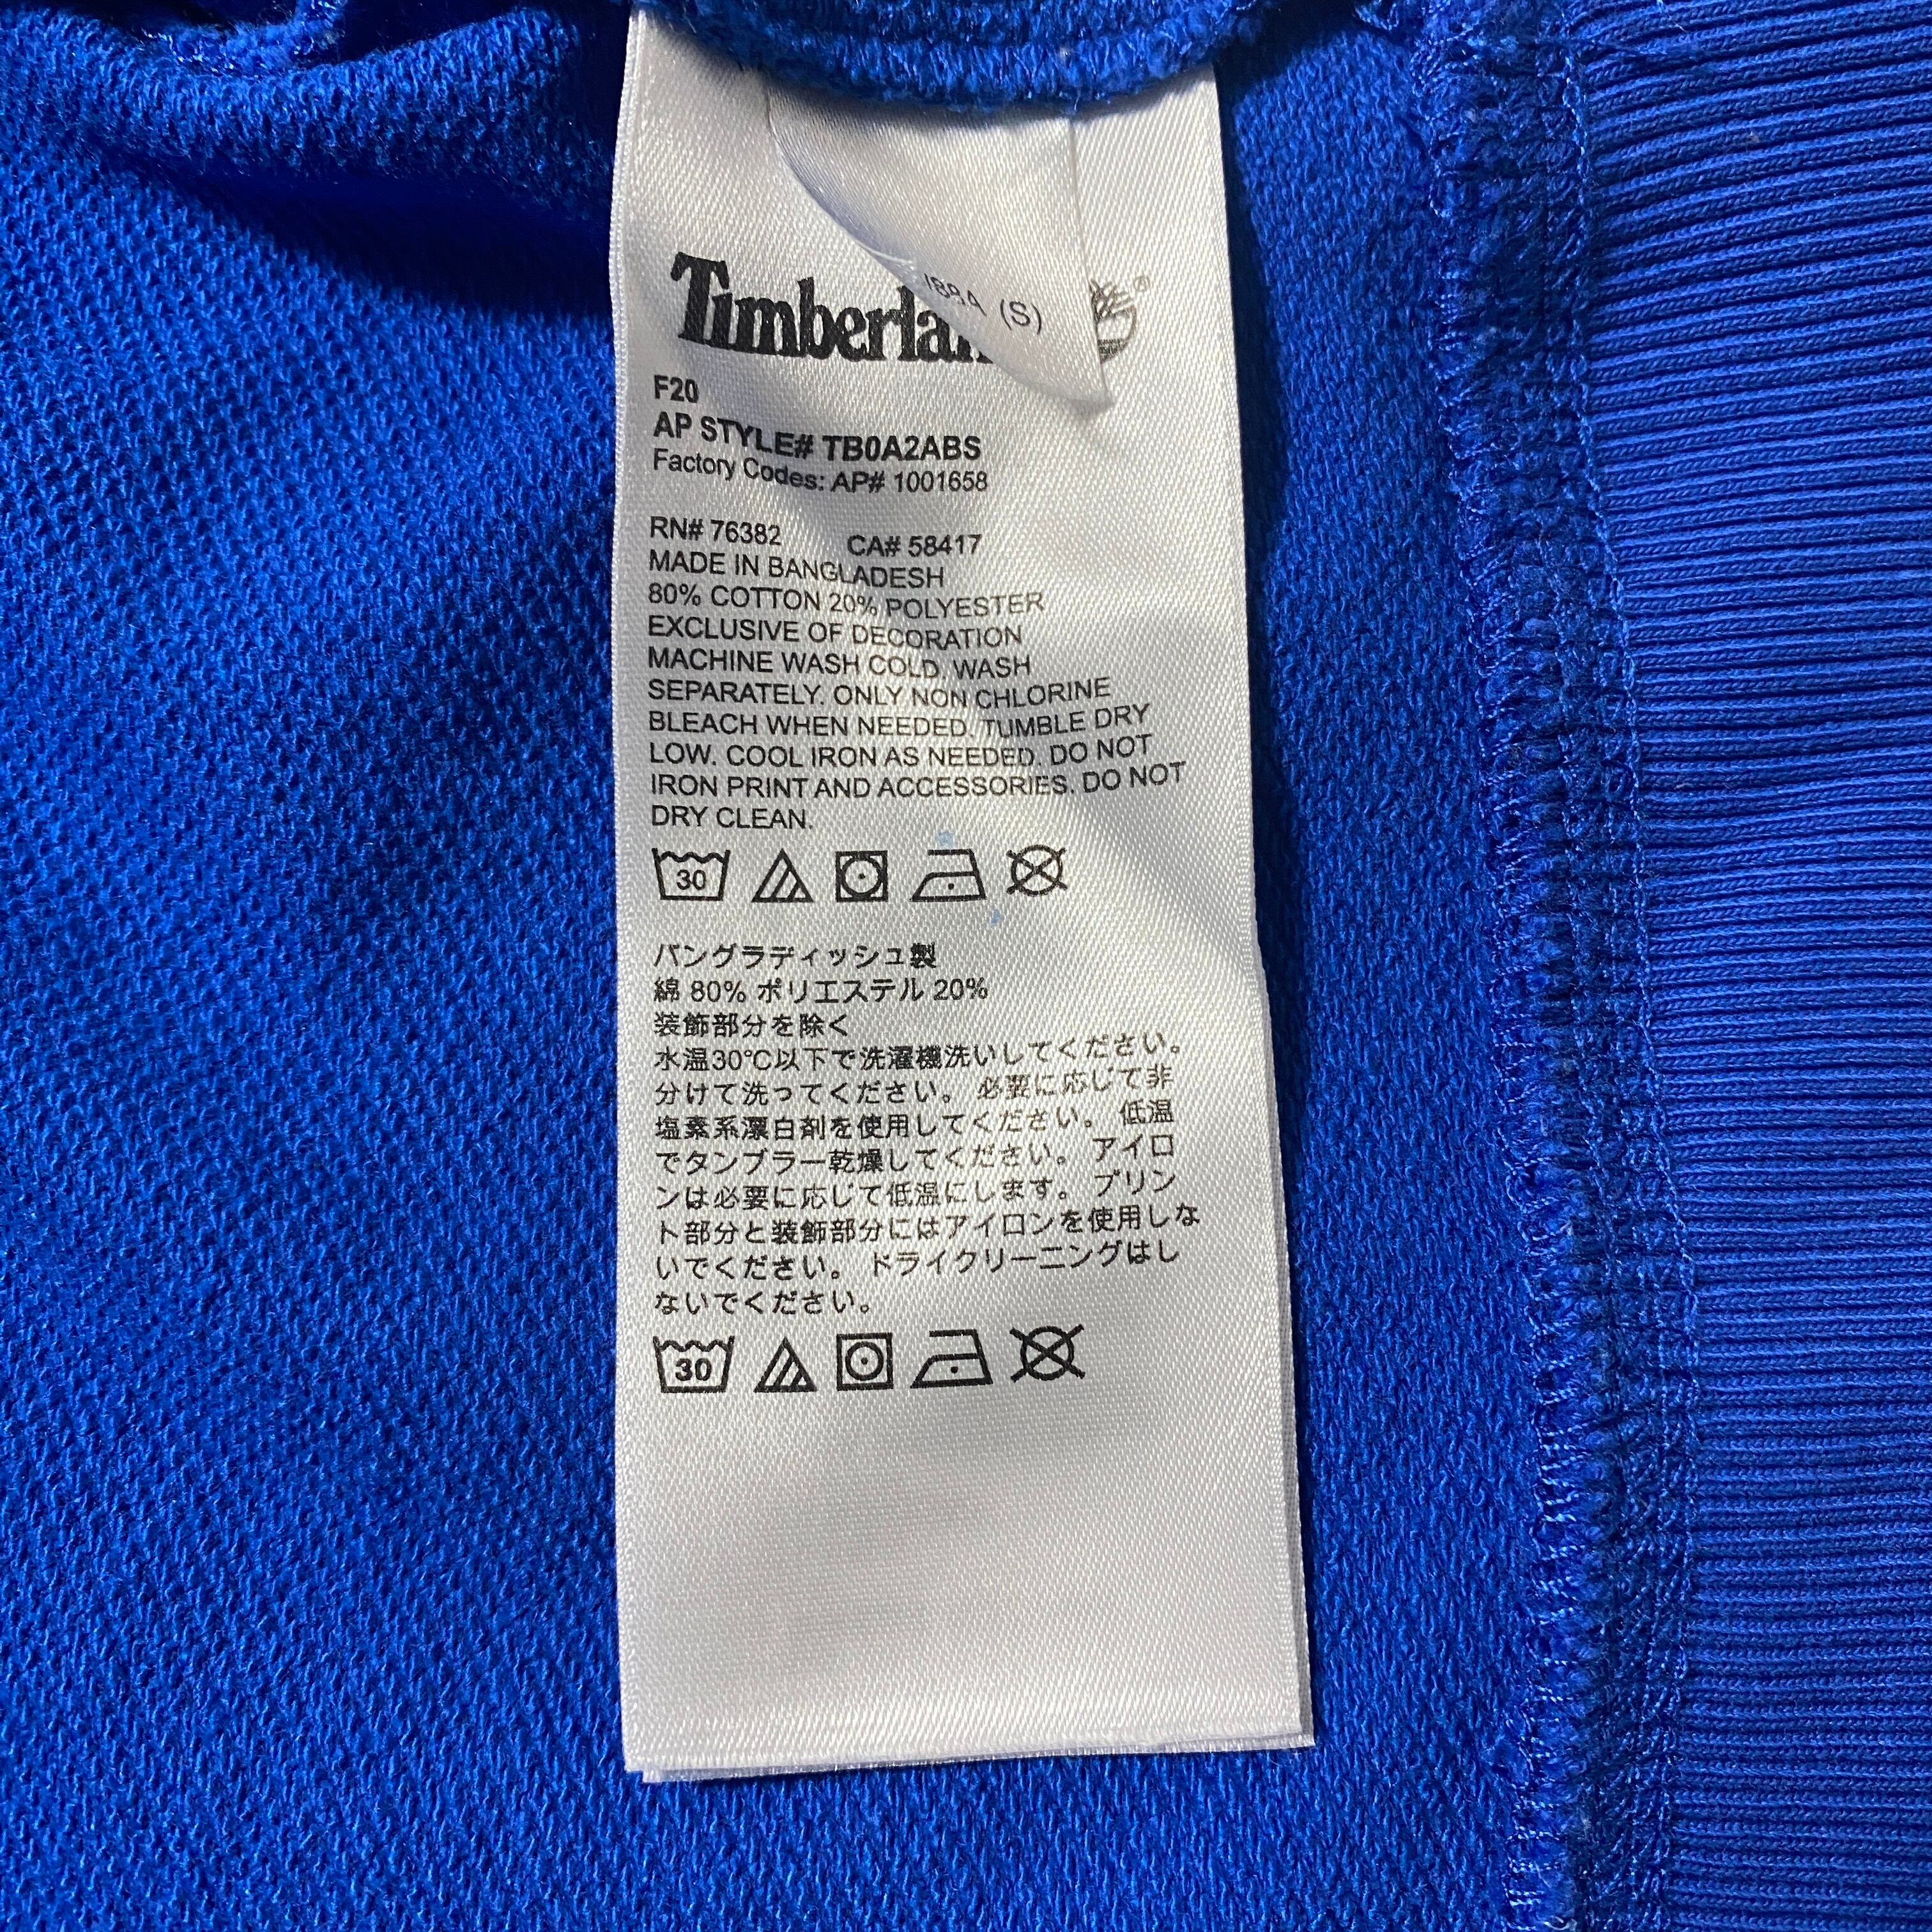 (S)
F20
AP STYLE# TB0A2ABS
Factory Codes: AP# 1001658
RN# 76382 CA# 58417
MADE IN BANGLADESH
80% COTTON 20% POLYESTER
EXCLUSIVE OF DECORATION
MACHINE WASH COLD. WASH
SEPARATELY. ONLY NON CHLORINE
BLEACH WHEN NEEDED. TUMBLE DRY
LOW. COOL IRON AS NEEDED. DO NOT
IRON PRINT AND ACCESSORIES. DO NOT
DRY CLEAN.
30
バングラディッシュ製
綿 80% ポリエステル 20%
装飾部分を除く
水温30℃以下で洗濯機洗いしてください。
分けて洗ってください。 必要に応じて非
塩素系漂白剤を使用してください。 低温
でタンブラー乾燥してください。 アイロ
ンは必要に応じて低温にします。 プリン
ト部分と装飾部分にはアイロンを使用しな
いでください。 ドライクリーニングはし
ないでください。
30